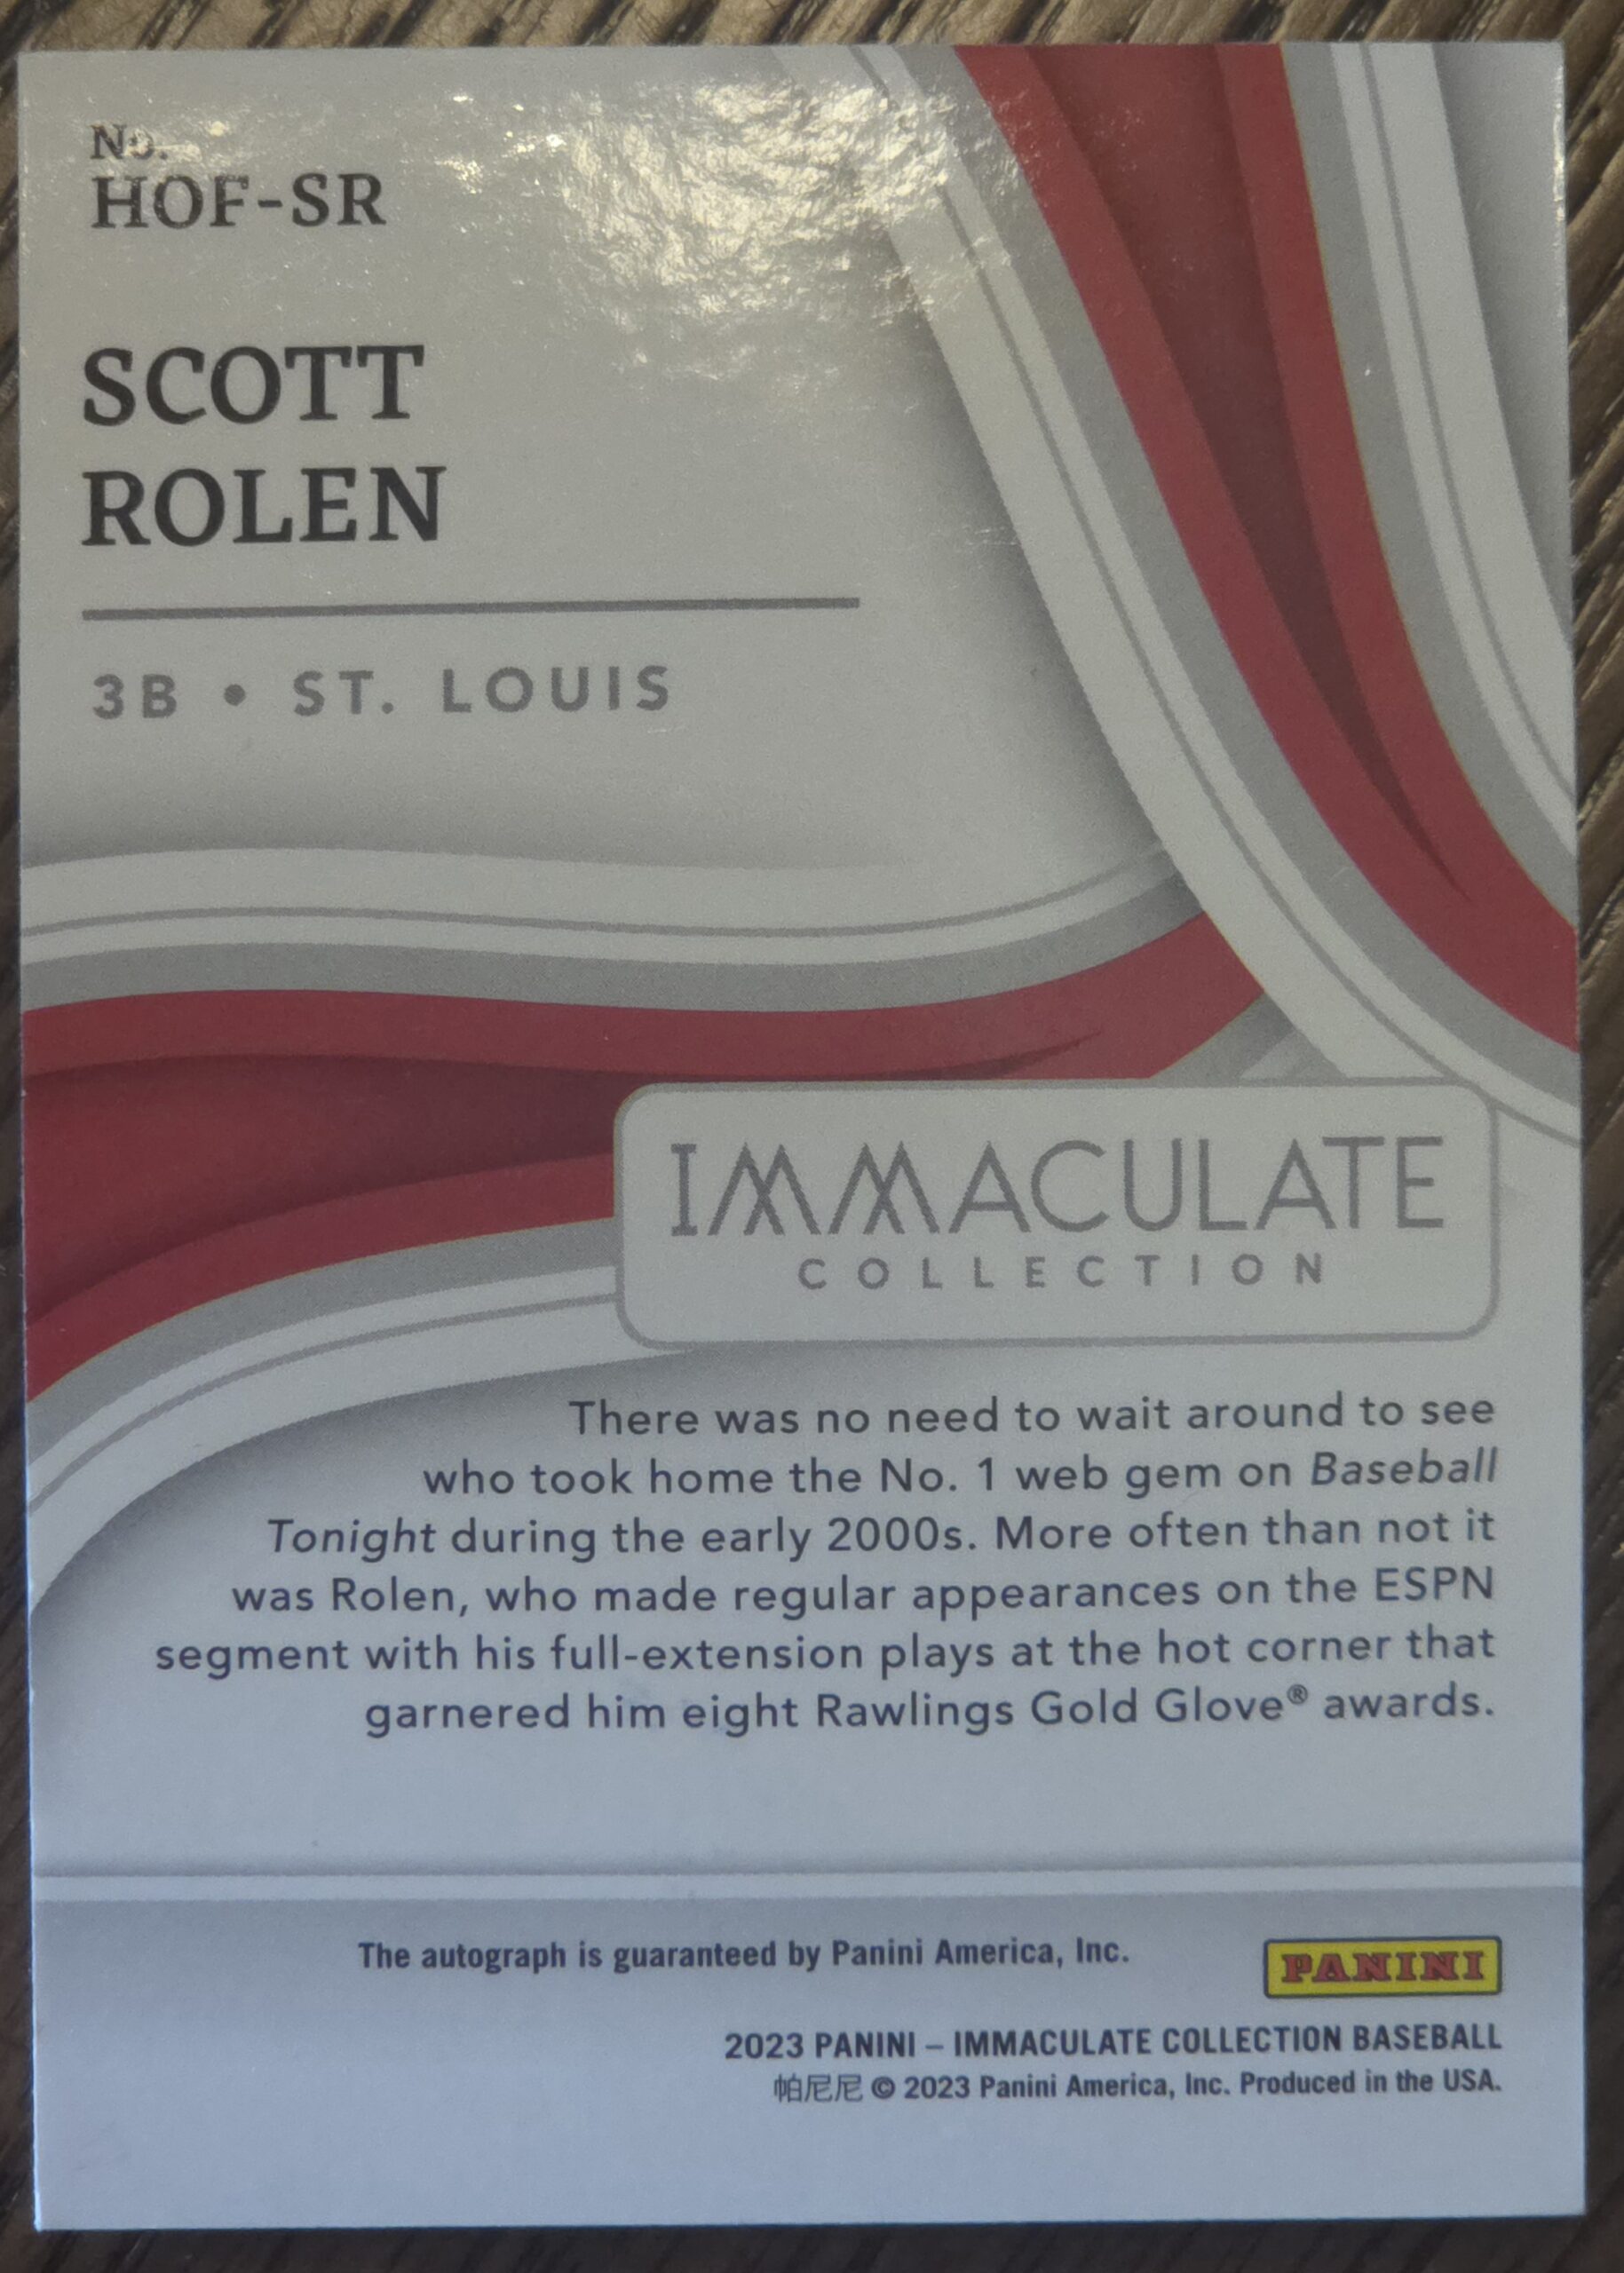 No.
HOF-SR
SCOTT
ROLEN
3B • ST. LOUIS
IMMACULATE
COLLECTION
There was no need to wait around to see
who took home the No. 1 web gem on Baseball
Tonight during the early 2000s. More often than not it
was Rolen, who made regular appearances on the ESPN
segment with his full-extension plays at the hot corner that
garnered him eight Rawlings Gold Glove® awards.
The autograph is guaranteed by Panini America, Inc.
PANINI
2023 PANINI – IMMACULATE COLLECTION BASEBALL
帕尼尼 © 2023 Panini America, Inc. Produced in the USA.